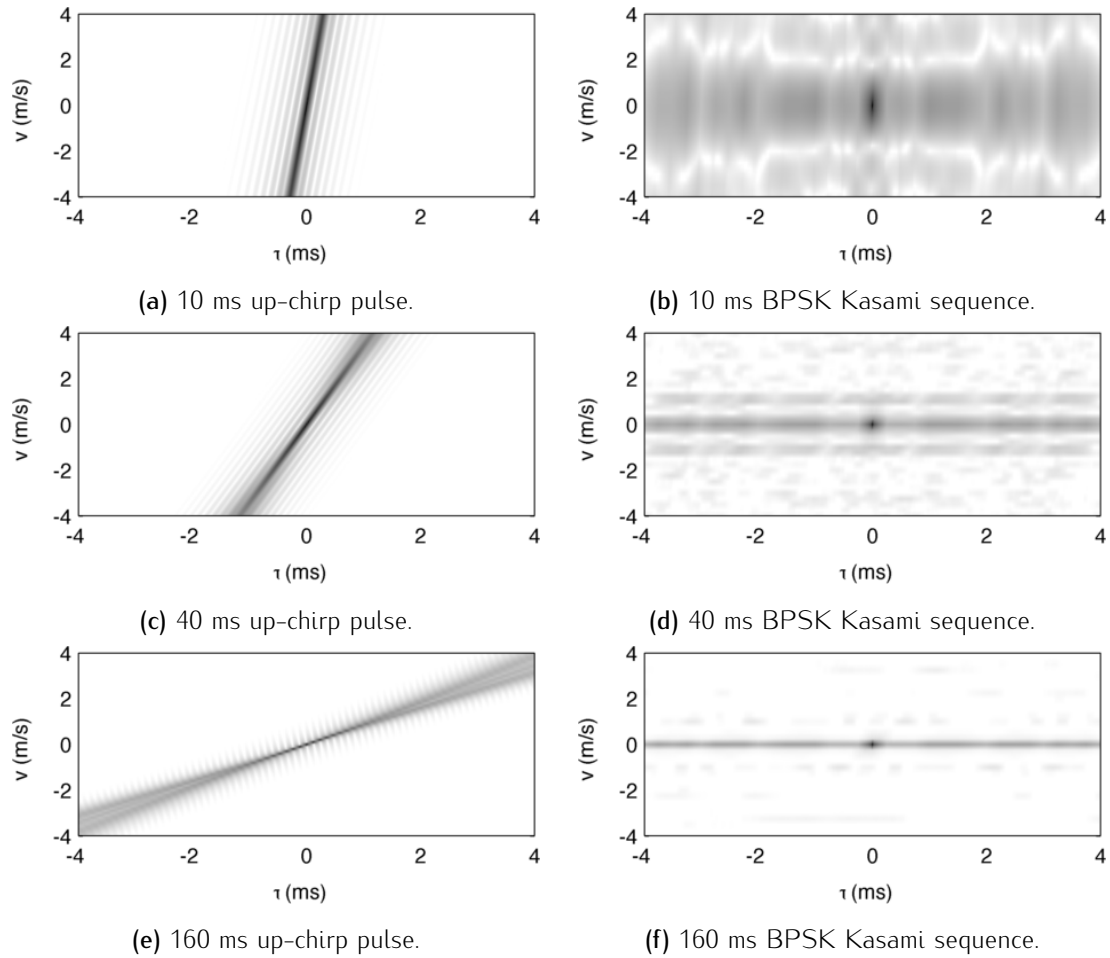 4
2
0
-2
-4
v (m/s)
-4 -2 0 2 4
τ (ms)
(a) 10 ms up-chirp pulse.
4
2
0
-2
-4
v (m/s)
-4 -2 0 2 4
τ (ms)
(b) 10 ms BPSK Kasami sequence.
4
2
0
-2
-4
v (m/s)
-4 -2 0 2 4
τ (ms)
(c) 40 ms up-chirp pulse.
4
2
0
-2
-4
v (m/s)
-4 -2 0 2 4
τ (ms)
(d) 40 ms BPSK Kasami sequence.
4
2
0
-2
-4
v (m/s)
-4 -2 0 2 4
τ (ms)
(e) 160 ms up-chirp pulse.
4
2
0
-2
-4
v (m/s)
-4 -2 0 2 4
τ (ms)
(f) 160 ms BPSK Kasami sequence.